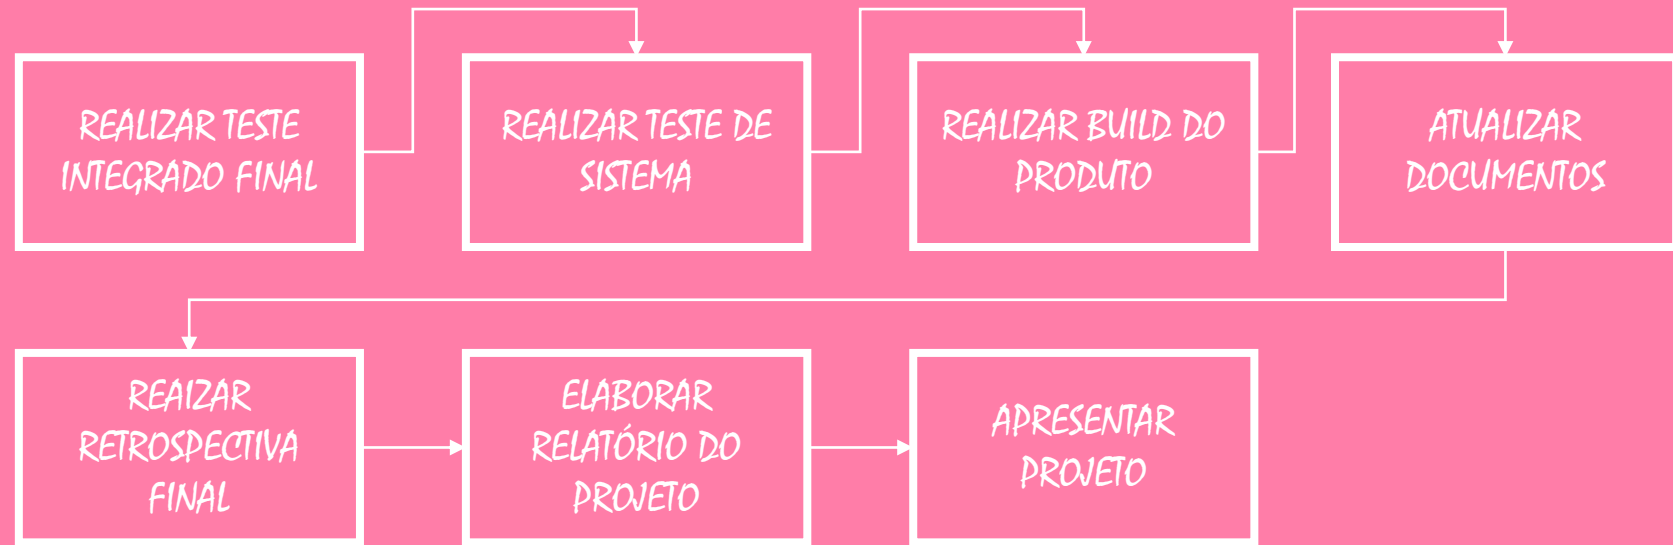 REALIZAR TESTE
INTEGRADO FINAL
REALIZAR TESTE DE
SISTEMA
REALIZAR BUILD DO
PRODUTO
ATUALIZAR
DOCUMENTOS
REAIZAR
RETROSPECTIVA
FINAL
ELABORAR
RELATÓRIO DO
PROJETO
APRESENTAR
PROJETO